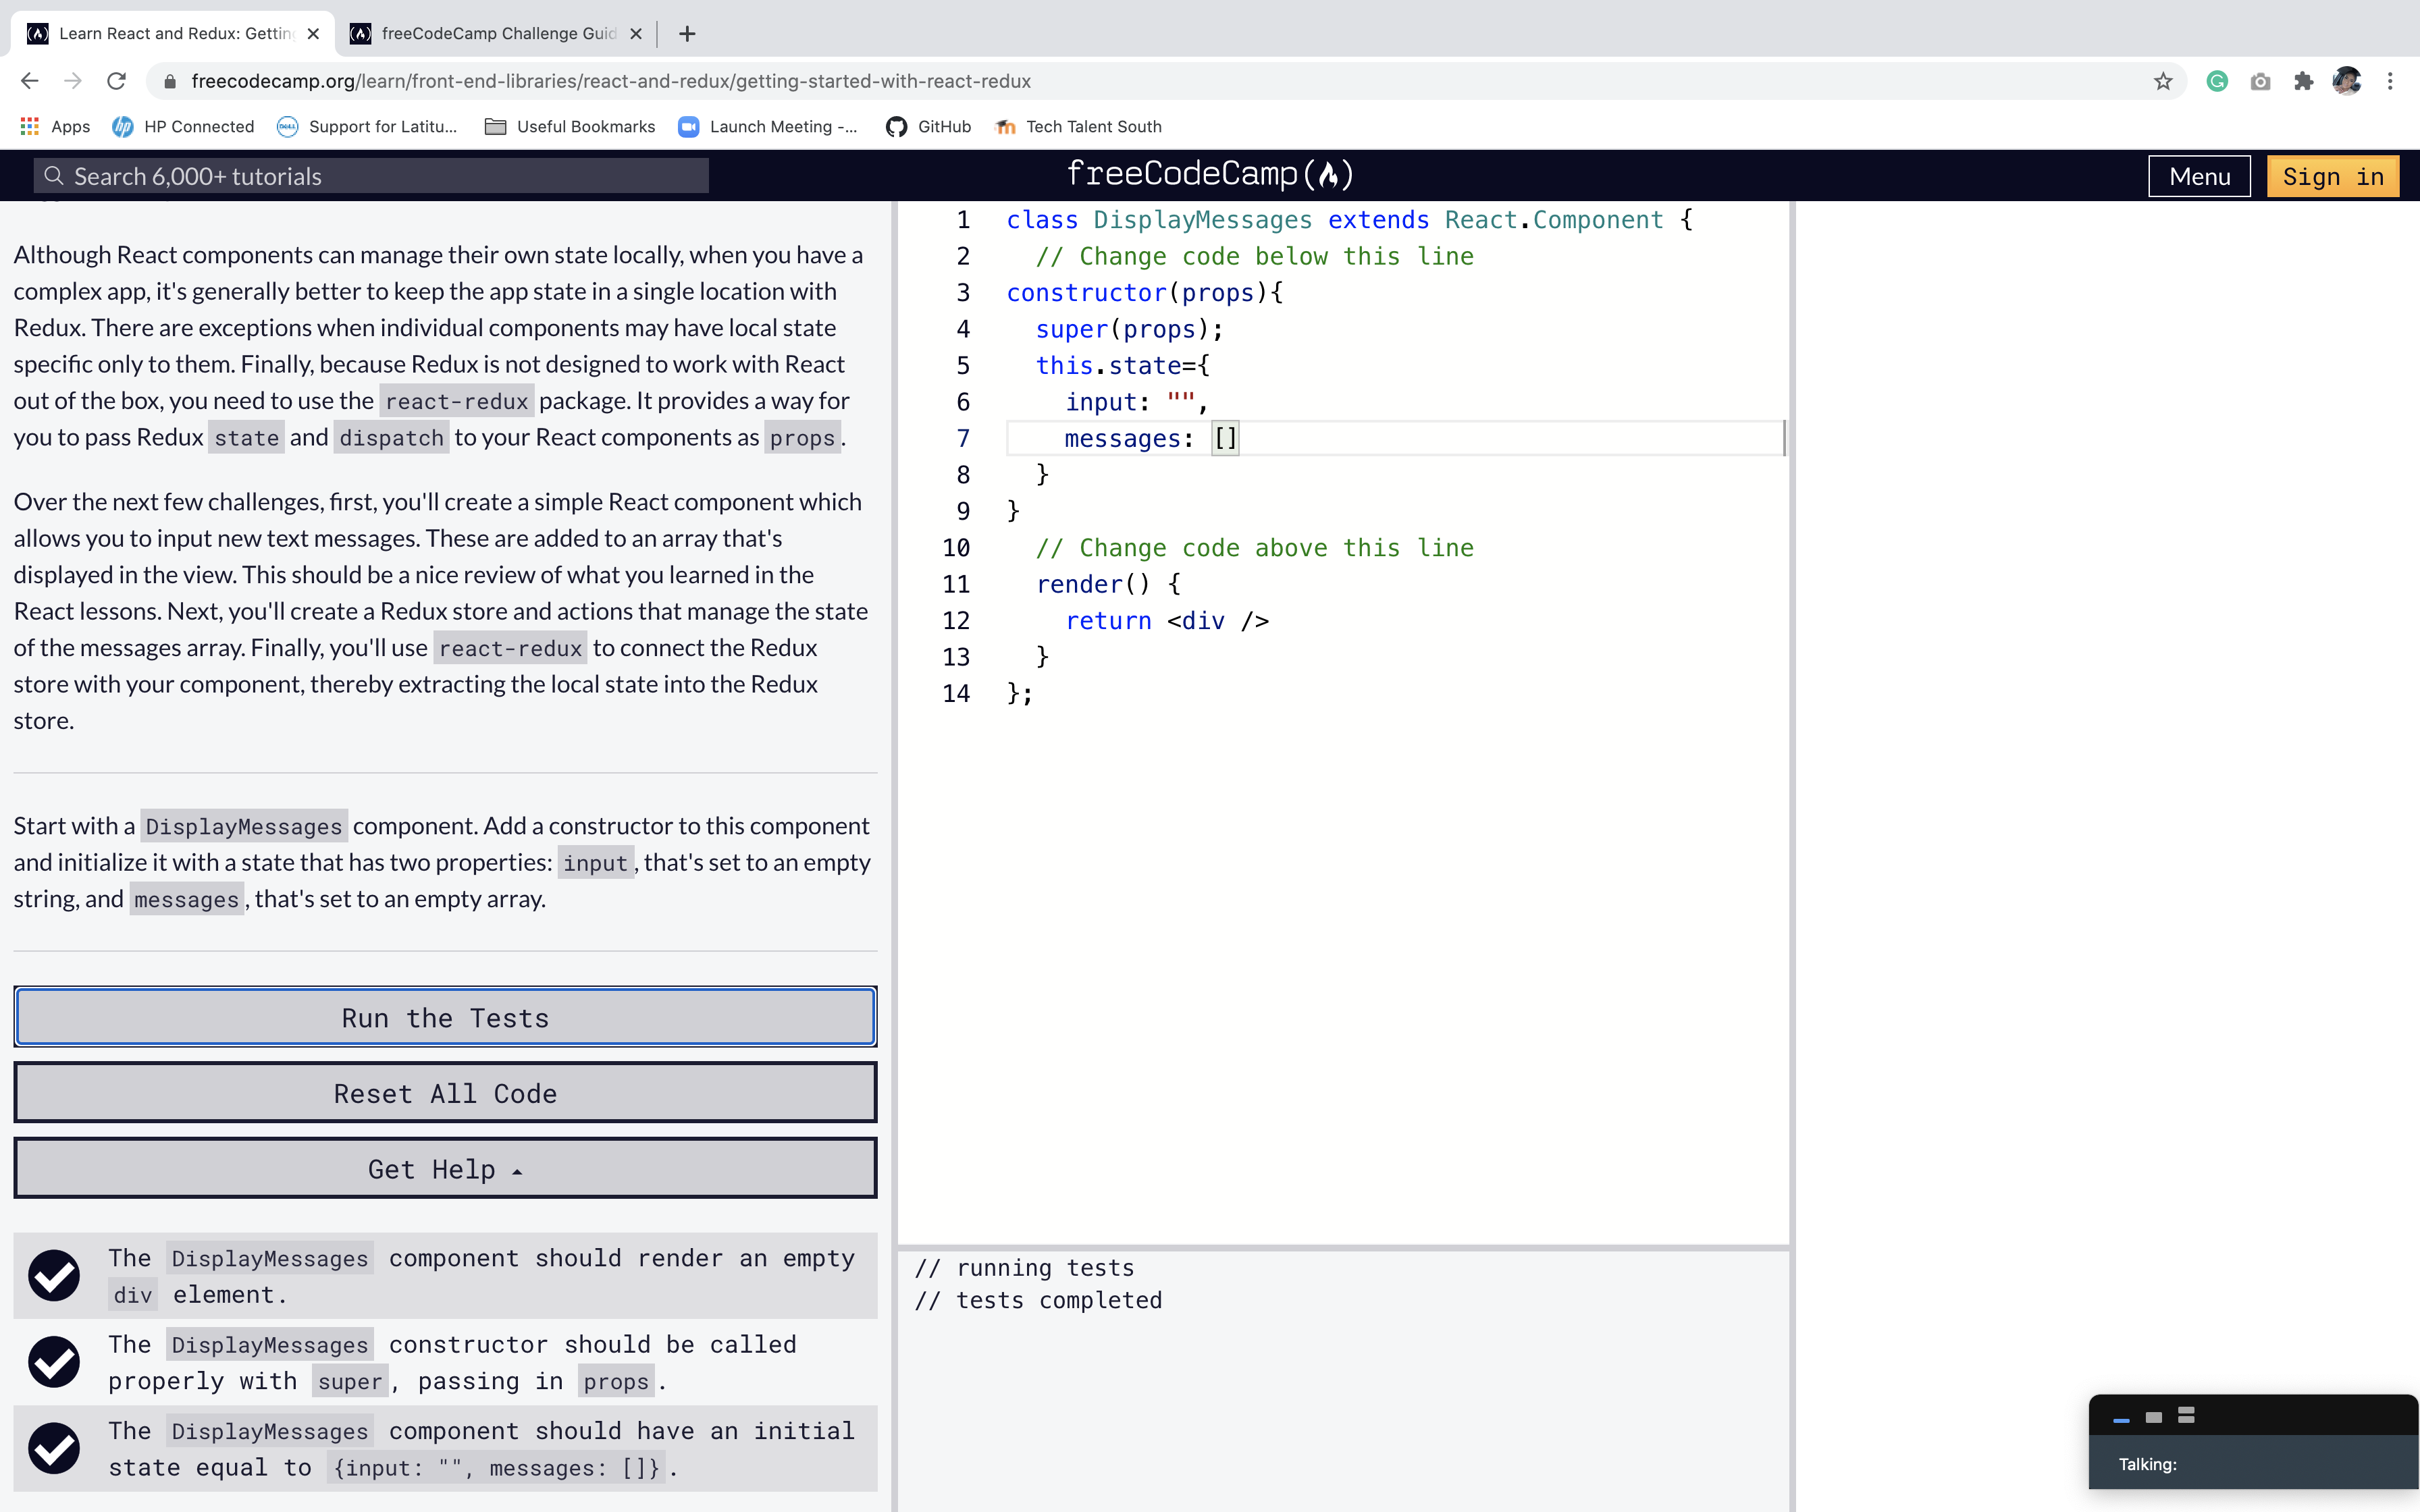 Learn React and Redux: Gettin
freeCodeCamp Challenge Guid
freecodecamp.org/learn/front-end-libraries/react-and-redux/getting-started-with-react-redux
Apps
HP Connected
Support for Latitu...
Useful Bookmarks
Launch Meeting -...
GitHub
Tech Talent South
Search 6,000+ tutorials
freeCodeCamp(🔥)
Menu
Sign in
Although React components can manage their own state locally, when you have a
complex app, it's generally better to keep the app state in a single location with
Redux. There are exceptions when individual components may have local state
specific only to them. Finally, because Redux is not designed to work with React
out of the box, you need to use the react-redux package. It provides a way for
you to pass Redux state and dispatch to your React components as props.
Over the next few challenges, first, you'll create a simple React component which
allows you to input new text messages. These are added to an array that's
displayed in the view. This should be a nice review of what you learned in the
React lessons. Next, you'll create a Redux store and actions that manage the state
of the messages array. Finally, you'll use react-redux to connect the Redux
store with your component, thereby extracting the local state into the Redux
store.
Start with a DisplayMessages component. Add a constructor to this component
and initialize it with a state that has two properties: input, that's set to an empty
string, and messages, that's set to an empty array.
Run the Tests
Reset All Code
Get Help
The DisplayMessages component should render an empty
div element.
The DisplayMessages constructor should be called
properly with super, passing in props.
The DisplayMessages component should have an initial
state equal to {input: "", messages: []}.
1 class DisplayMessages extends React.Component {
2 // Change code below this line
3 constructor(props){
4 super(props);
5 this.state={
6 input: "",
7 messages: []
8 }
9 }
10 // Change code above this line
11 render() {
12 return <div />
13 }
14 };
// running tests
// tests completed
Talking: